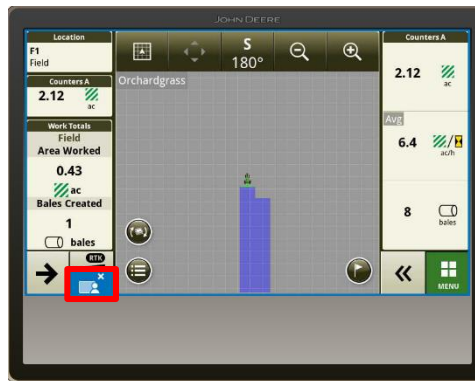 JOHN DEERE
Location
F1
Field
Counters A
2.12
ac
Work Totals
Field
Area Worked
0.43
ac
Bales Created
1
bales
RTK
S
180°
Orchardgrass
Counters A
2.12
ac
Avg
6.4
ac/h
8
bales
MENU